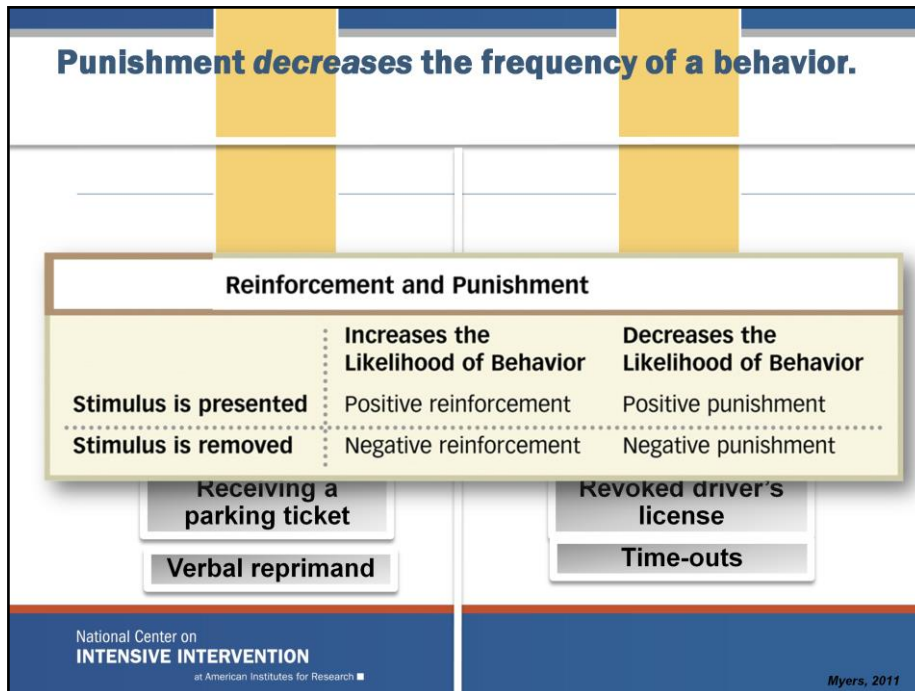 Punishment decreases the frequency of a behavior.
Reinforcement and Punishment
Increases the Decreases the
Likelihood of Behavior Likelihood of Behavior
Stimulus is presented Positive reinforcement Positive punishment
Stimulus is removed Negative reinforcement Negative punishment
Receiving a
parking ticket
Verbal reprimand
Revoked driver's
license
Time-outs
National Center on
INTENSIVE INTERVENTION
at American Institutes for Research
Myers, 2011